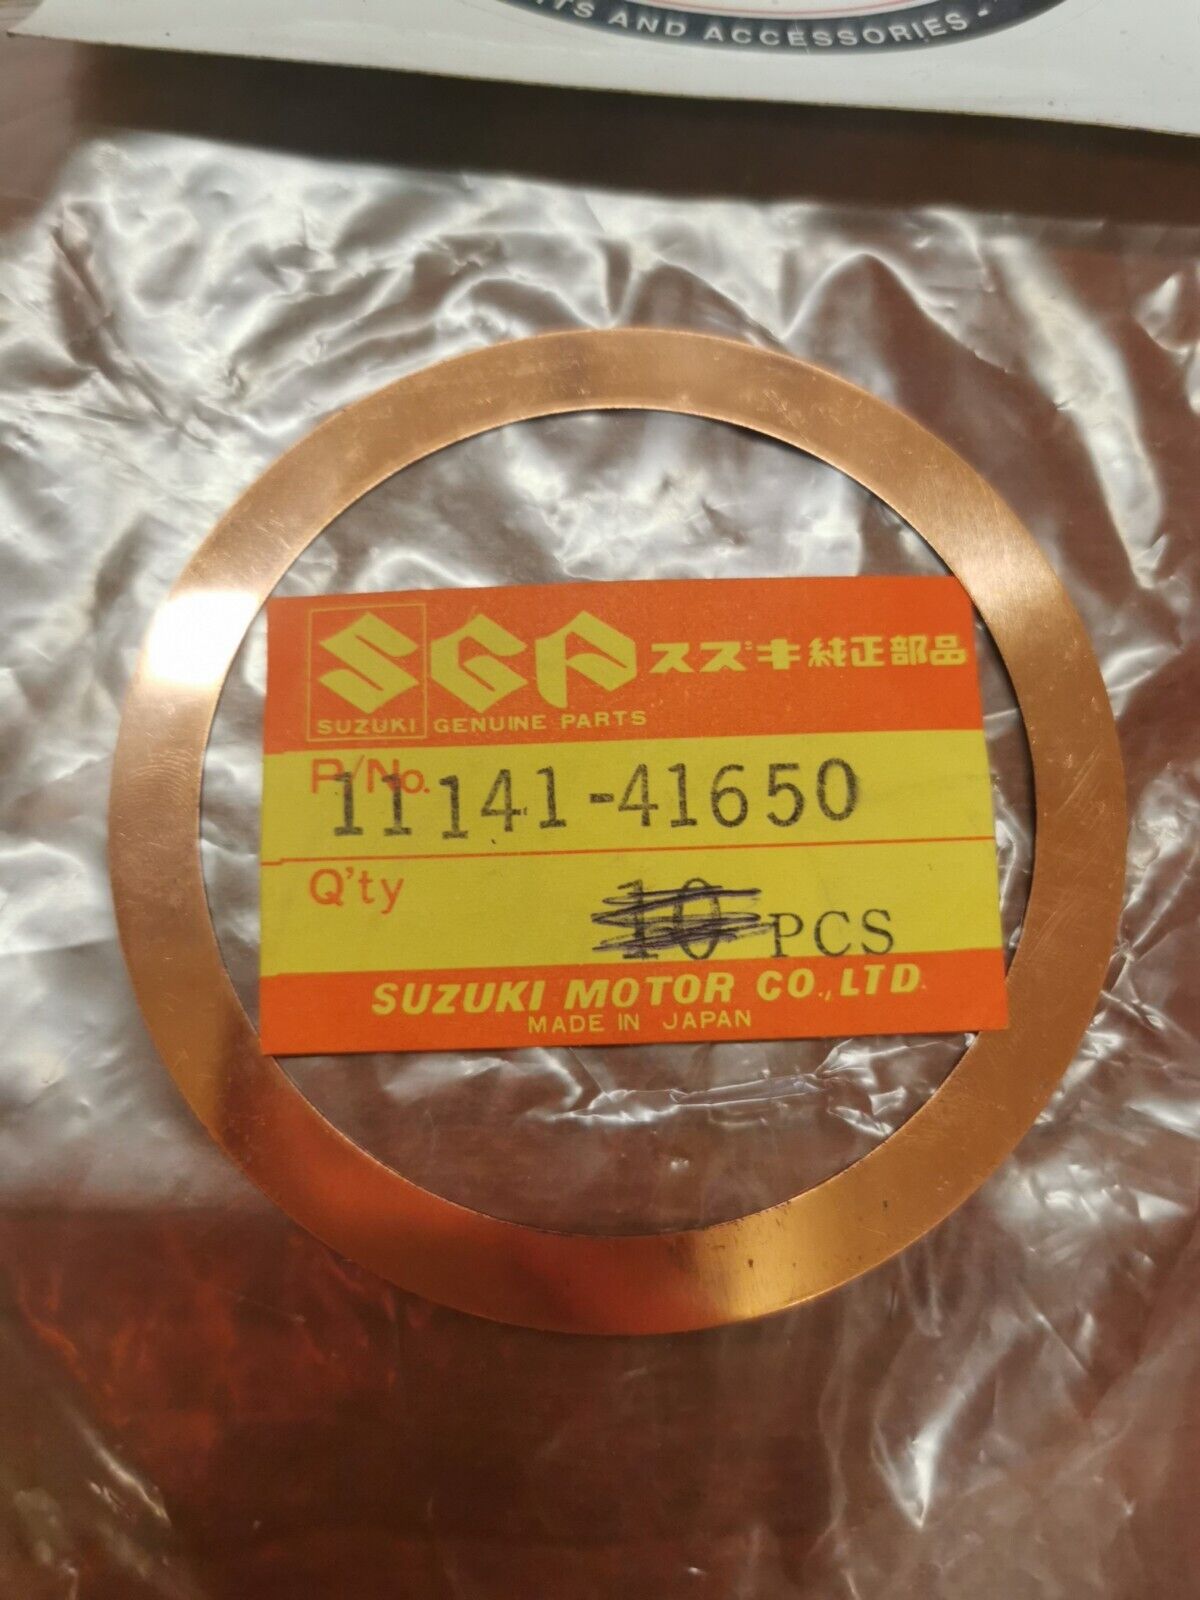 AND ACCESSORIES -
SGP スズキ純正部品
SUZUKI GENUINE PARTS
P/No. 11141-41650
Q'ty 10 PCS
SUZUKI MOTOR CO., LTD.
MADE IN JAPAN